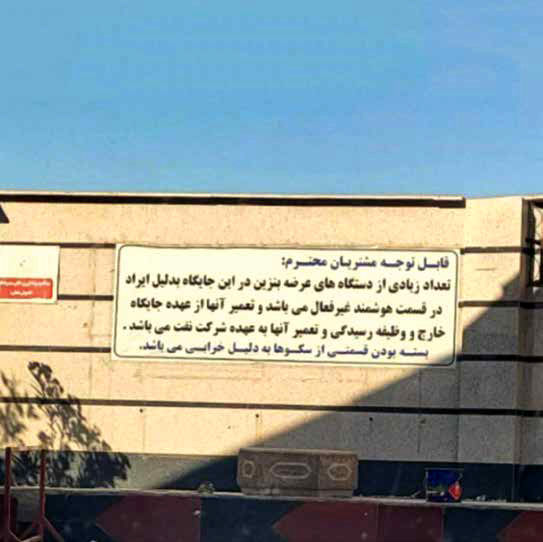 قابل توجه مشتریان محترم:
تعداد زیادی از دستگاه های عرضه بنزین در این جایگاه بدلیل ایراد
در قسمت هوشمند غیرفعال می باشد و تعمیر آنها از عهده جایگاه
خارج و وظیفه رسیدگی و تعمیر آنها به عهده شرکت نفت می باشد .
بسته بودن قسمتی از سکوها به دلیل خرابی می باشد.